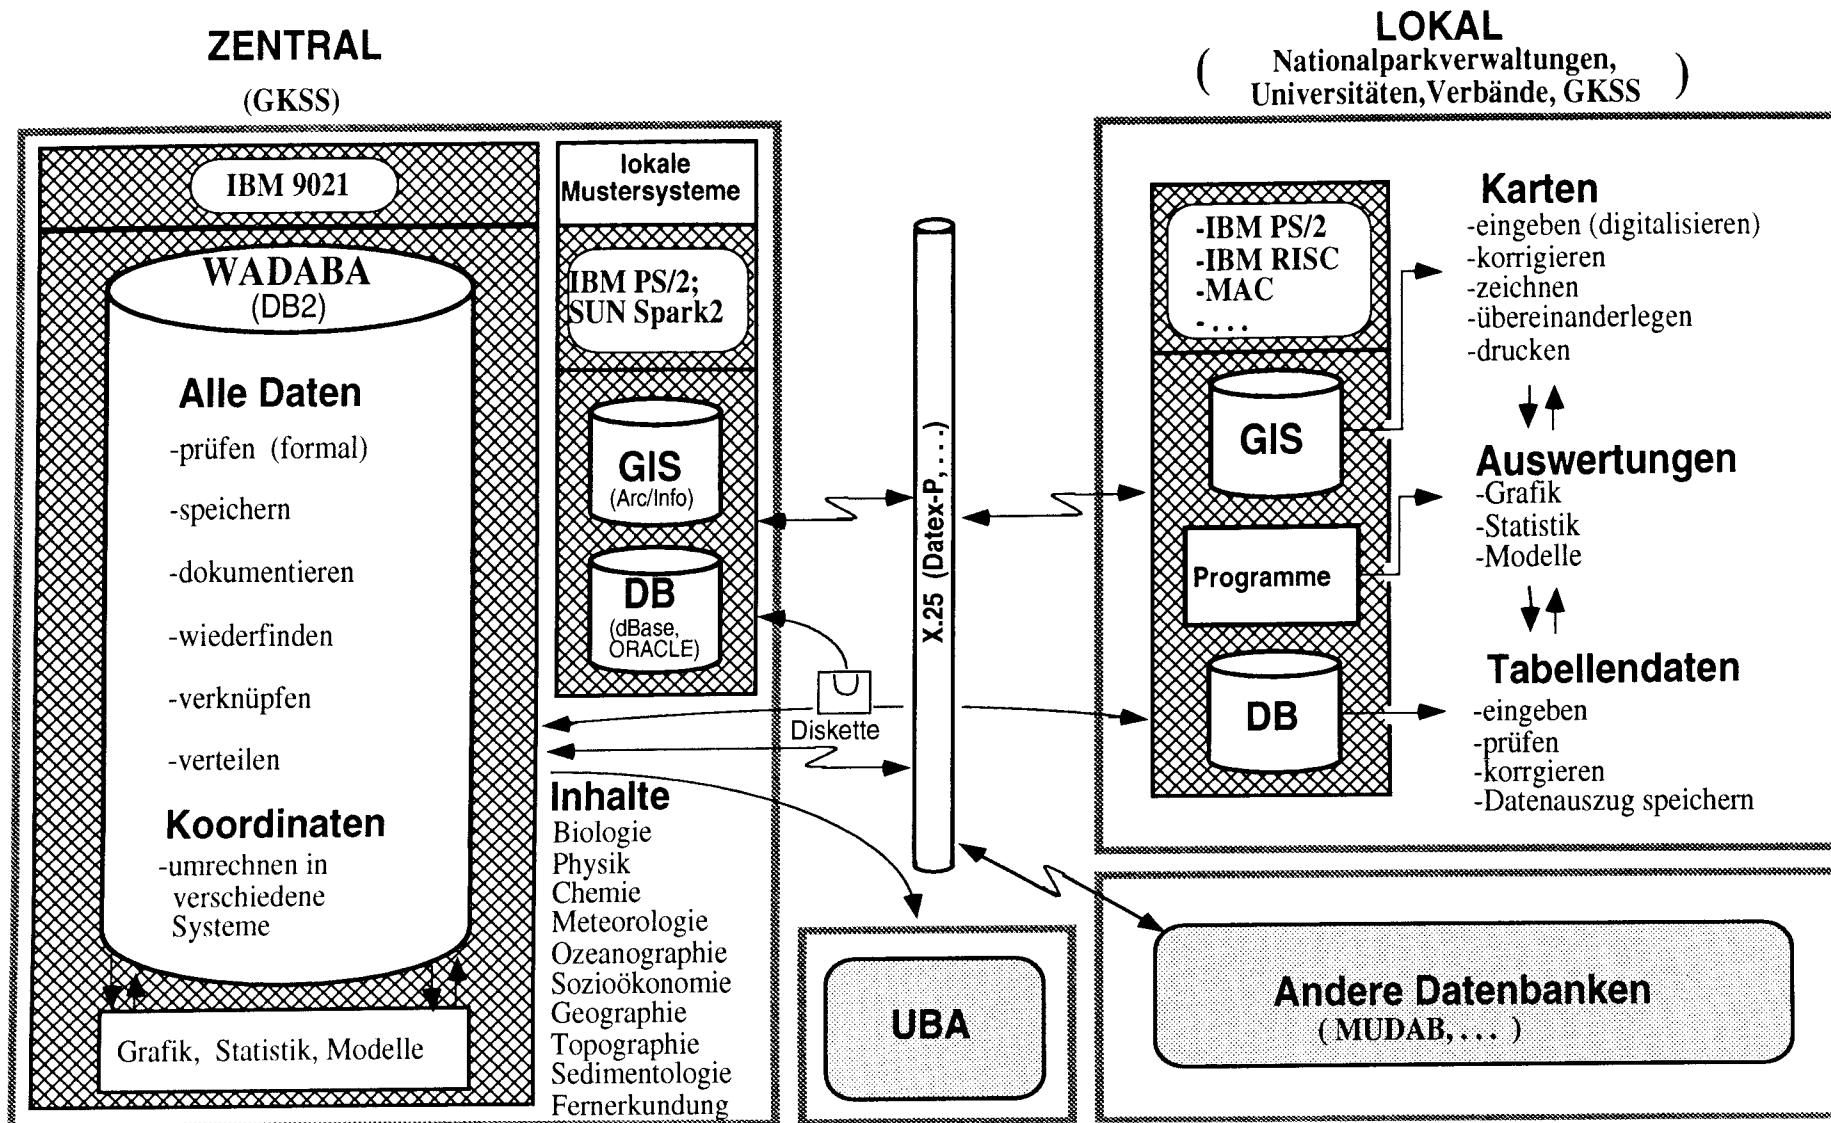 ZENTRAL
(GKSS)
IBM 9021
WADABA
(DB2)
Alle Daten
-prüfen (formal)
-speichern
-dokumentieren
-wiederfinden
-verknüpfen
-verteilen
Koordinaten
-umrechnen in
verschiedene
Systeme
Grafik, Statistik, Modelle
lokale
Mustersysteme
IBM PS/2;
SUN Spark2
GIS
(Arc/Info)
DB
(dBase,
ORACLE)
Diskette
Inhalte
Biologie
Physik
Chemie
Meteorologie
Ozeanographie
Sozioökonomie
Geographie
Topographie
Sedimentologie
Fernerkundung
X.25 (Datex-P, . . .)
UBA
LOKAL
( Nationalparkverwaltungen, )
Universitäten,Verbände, GKSS
-IBM PS/2
-IBM RISC
-MAC
- . . .
GIS
Programme
DB
Karten
-eingeben (digitalisieren)
-korrigieren
-zeichnen
-übereinanderlegen
-drucken
Auswertungen
-Grafik
-Statistik
-Modelle
Tabellendaten
-eingeben
-prüfen
-korrgieren
-Datenauszug speichern
Andere Datenbanken
( MUDAB, . . . )